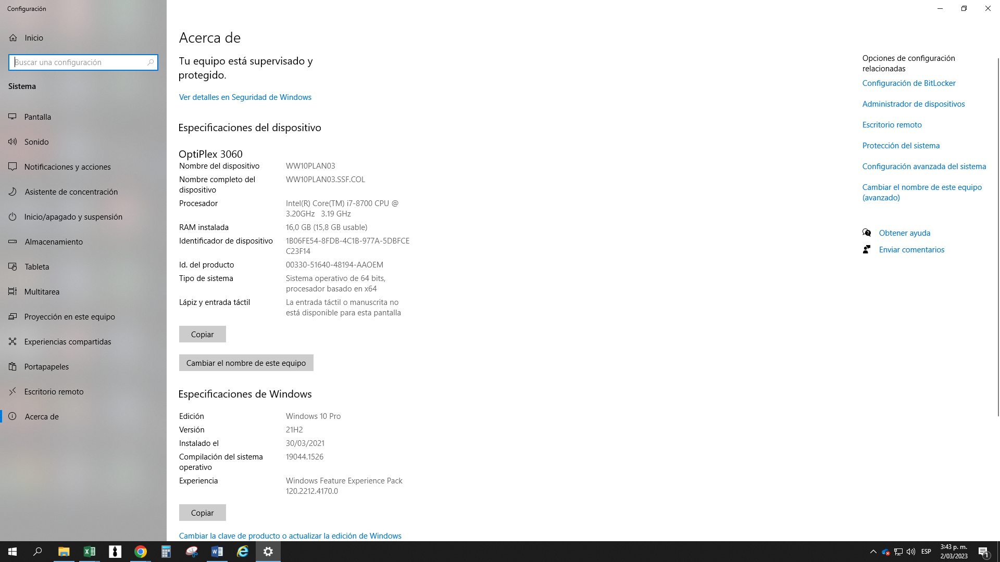 Configuración
Inicio
Buscar una configuración
Sistema
Pantalla
Sonido
Notificaciones y acciones
Asistente de concentración
Inicio/apagado y suspensión
Almacenamiento
Tableta
Multitarea
Proyección en este equipo
Experiencias compartidas
Portapapeles
Escritorio remoto
Acerca de
Acerca de
Tu equipo está supervisado y
protegido.
Ver detalles en Seguridad de Windows
Especificaciones del dispositivo
OptiPlex 3060
Nombre del dispositivo WW10PLAN03
Nombre completo del WW10PLAN03.SSF.COL
dispositivo
Procesador Intel(R) Core(TM) i7-8700 CPU @
3.20GHz 3.19 GHz
RAM instalada 16,0 GB (15,8 GB usable)
Identificador de dispositivo 1B06FE54-8FDB-4C1B-977A-5DBFCE
C23F14
Id. del producto 00330-51640-48194-AAOEM
Tipo de sistema Sistema operativo de 64 bits,
procesador basado en x64
Lápiz y entrada táctil La entrada táctil o manuscrita no
está disponible para esta pantalla
Copiar
Cambiar el nombre de este equipo
Especificaciones de Windows
Edición Windows 10 Pro
Versión 21H2
Instalado el 30/03/2021
Compilación del sistema 19044.1526
operativo
Experiencia Windows Feature Experience Pack
120.2212.4170.0
Copiar
Cambiar la clave de producto o actualizar la edición de Windows
Opciones de configuración
relacionadas
Configuración de BitLocker
Administrador de dispositivos
Escritorio remoto
Protección del sistema
Configuración avanzada del sistema
Cambiar el nombre de este equipo
(avanzado)
Obtener ayuda
Enviar comentarios
ESP
3:43 p. m.
2/03/2023
1